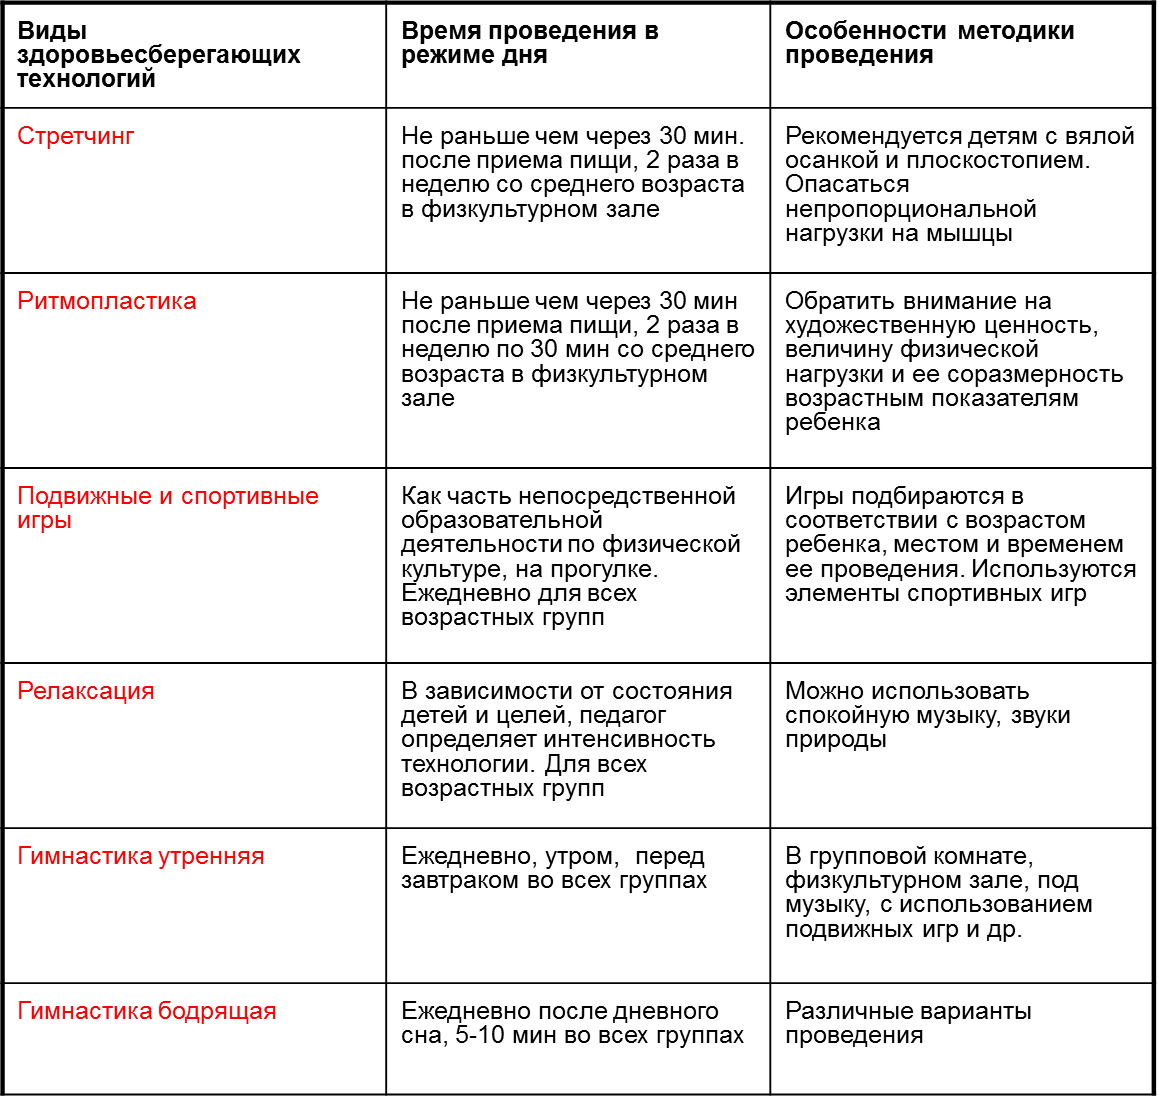 Виды
здоровьесберегающих
технологий
Время проведения в
режиме дня
Особенности методики
проведения
Стретчинг
Не раньше чем через 30 мин.
после приема пищи, 2 раза в
неделю со среднего возраста
в физкультурном зале
Рекомендуется детям с вялой
осанкой и плоскостопием.
Опасаться
непропорциональной
нагрузки на мышцы
Ритмопластика
Не раньше чем через 30 мин
после приема пищи, 2 раза в
неделю по 30 мин со среднего
возраста в физкультурном
зале
Обратить внимание на
художественную ценность,
величину физической
нагрузки и ее соразмерность
возрастным показателям
ребенка
Подвижные и спортивные
игры
Как часть непосредственной
образовательной
деятельности по физической
культуре, на прогулке.
Ежедневно для всех
возрастных групп
Игры подбираются в
соответствии с возрастом
ребенка, местом и временем
ее проведения. Используются
элементы спортивных игр
Релаксация
В зависимости от состояния
детей и целей, педагог
определяет интенсивность
технологии. Для всех
возрастных групп
Можно использовать
спокойную музыку, звуки
природы
Гимнастика утренняя
Ежедневно, утром, перед
завтраком во всех группах
В групповой комнате,
физкультурном зале, под
музыку, с использованием
подвижных игр и др.
Гимнастика бодрящая
Ежедневно после дневного
сна, 5-10 мин во всех группах
Различные варианты
проведения